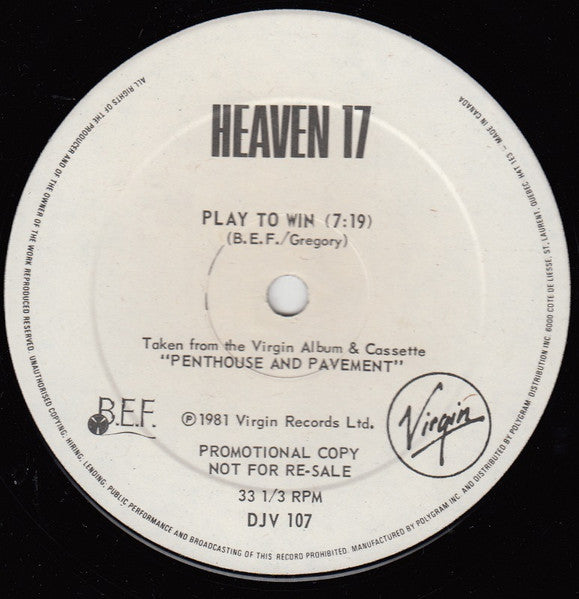 HEAVEN 17
PLAY TO WIN (7:19)
(B.E.F./Gregory)
Taken from the Virgin Album & Cassette
"PENTHOUSE AND PAVEMENT"
B.E.F.
℗1981 Virgin Records Ltd.
Virgin
PROMOTIONAL COPY
NOT FOR RE-SALE
33 1/3 RPM
DJV 107
ALL RIGHTS OF THE PRODUCER AND OF THE OWNER OF THE WORK REPRODUCED RESERVED. UNAUTHORISED COPYING, HIRING, LENDING, PUBLIC PERFORMANCE AND BROADCASTING OF THIS RECORD PROHIBITED. MANUFACTURED BY POLYGRAM INC. AND DISTRIBUTED BY POLYGRAM DISTRIBUTION INC 6000 COTE DE LIESSE, ST. LAURENT, QUEBEC H4T 1E3 – MADE IN CANADA